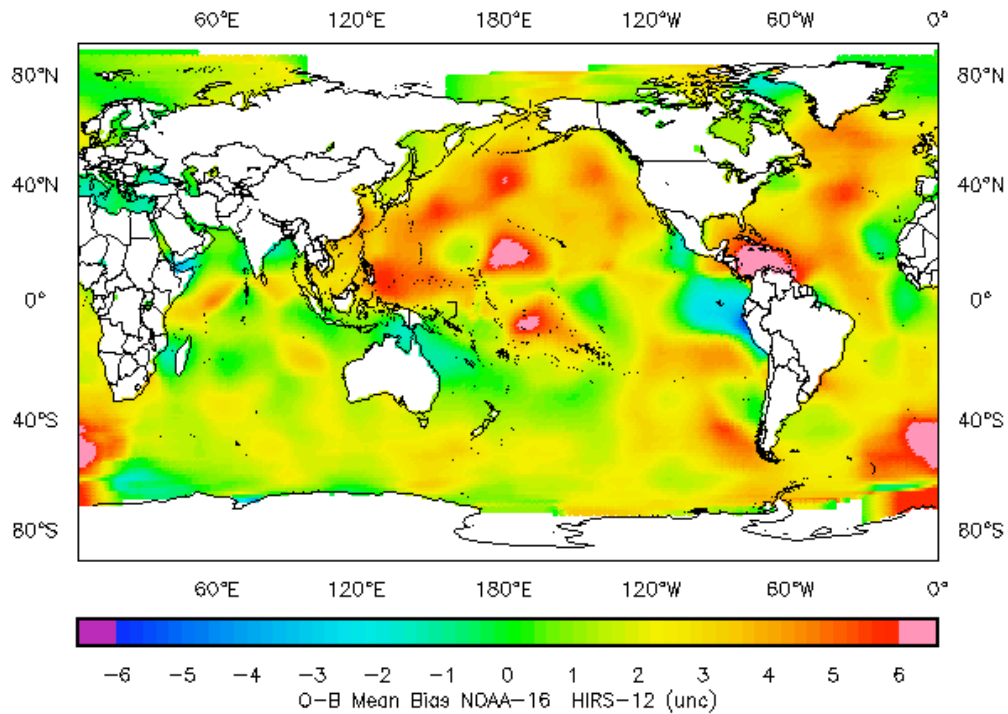 60°E 120°E 180°E 120°W 60°W 0°
80°N 80°N
40°N 40°N
0° 0°
40°S 40°S
80°S 80°S
60°E 120°E 180°E 120°W 60°W 0°
-6 -5 -4 -3 -2 -1 0 1 2 3 4 5 6
O-B Mean Bias NOAA-16 HIRS-12 (unc)